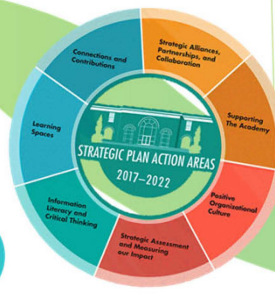 Strategic Alliances,
Partnerships, and
Collaboration
Supporting
The Academy
Positive
Organizational
Culture
Strategic Assessment
and Measuring
our Impact
Information
Literacy and
Critical Thinking
Learning
Spaces
Connections and
Contributions
STRATEGIC PLAN ACTION AREAS
2017–2022